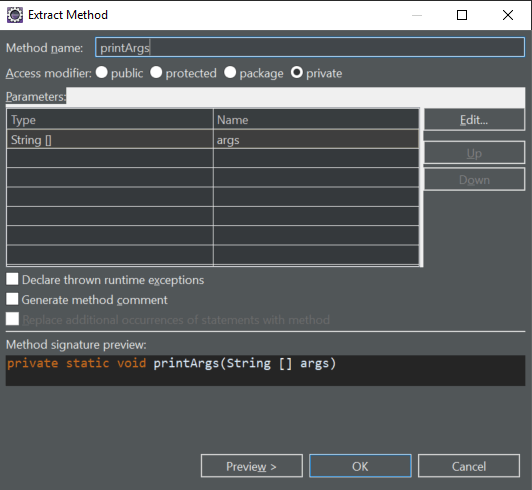 Extract Method
Method name: printArgs
Access modifier: public protected package private
Parameters:
Type Name Edit...
String [] args
Up
Down
Declare thrown runtime exceptions
Generate method comment
Replace additional occurrences of statements with method
Method signature preview:
private static void printArgs(String [] args)
Preview > OK Cancel